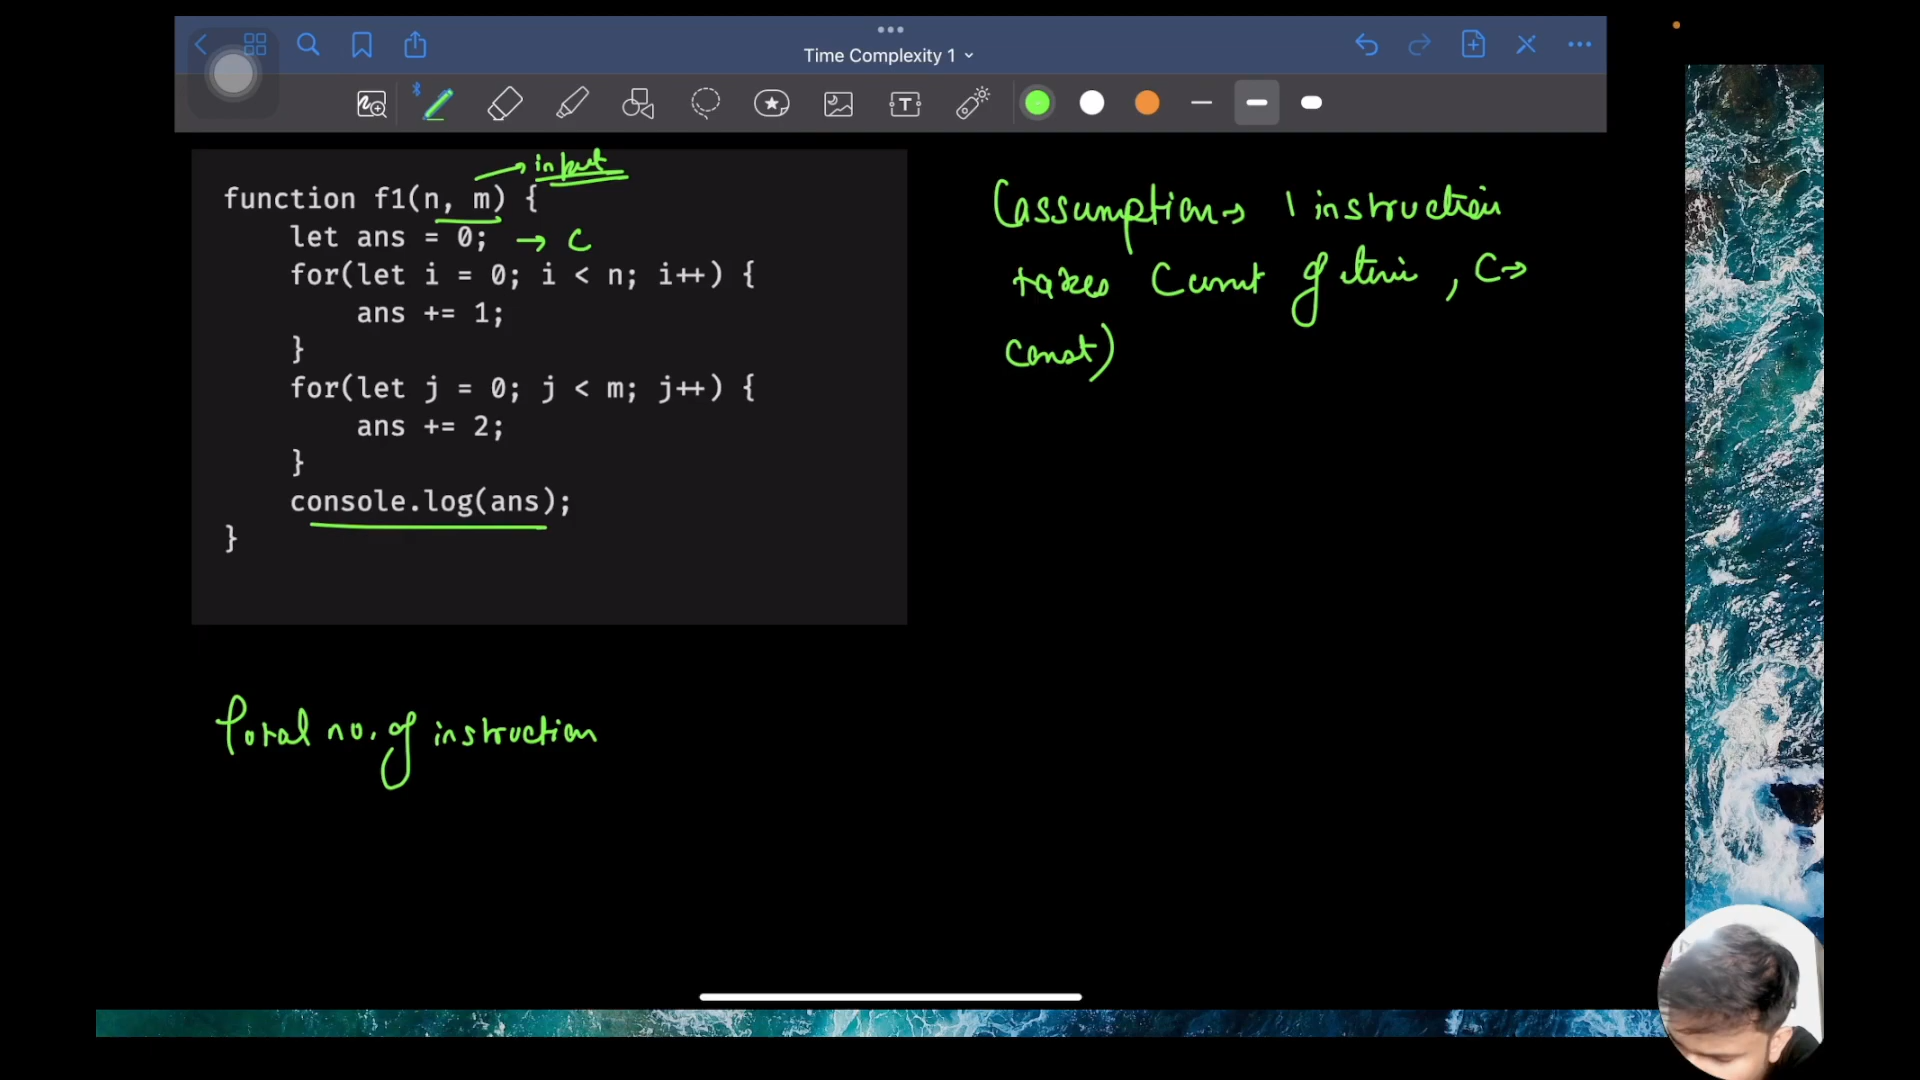 Time Complexity 1
input
function f1(n, m) {
let ans = 0; → C
for(let i = 0; i < n; i++) {
ans += 1;
}
for(let j = 0; j < m; j++) {
ans += 2;
}
console.log(ans);
}
(assumption → 1 instruction
takes C unit of time, C →
const)
Total no. of instruction